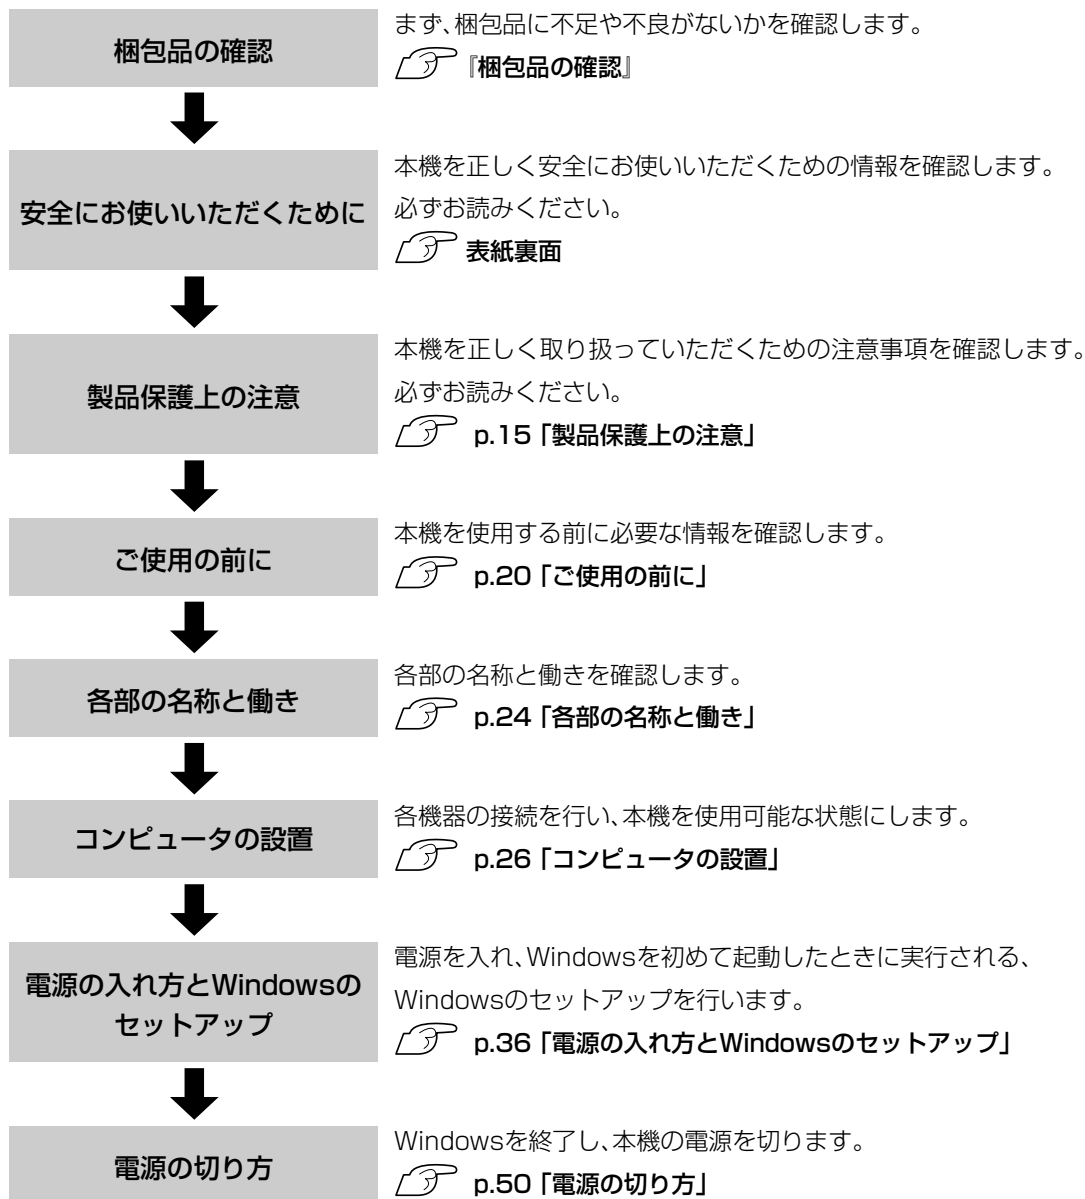 梱包品の確認
まず、梱包品に不足や不良がないかを確認します。
『梱包品の確認』
安全にお使いいただくために
本機を正しく安全にお使いいただくための情報を確認します。
必ずお読みください。
表紙裏面
製品保護上の注意
本機を正しく取り扱っていただくための注意事項を確認します。
必ずお読みください。
p.15「製品保護上の注意」
ご使用の前に
本機を使用する前に必要な情報を確認します。
p.20「ご使用の前に」
各部の名称と働き
各部の名称と働きを確認します。
p.24「各部の名称と働き」
コンピュータの設置
各機器の接続を行い、本機を使用可能な状態にします。
p.26「コンピュータの設置」
電源の入れ方とWindowsの
セットアップ
電源を入れ、Windowsを初めて起動したときに実行される、
Windowsのセットアップを行います。
p.36「電源の入れ方とWindowsのセットアップ」
電源の切り方
Windowsを終了し、本機の電源を切ります。
p.50「電源の切り方」